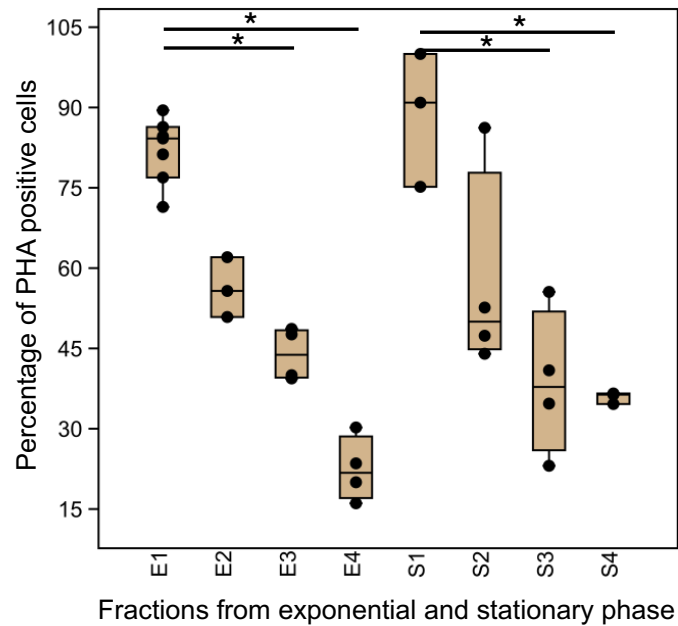 *
*
*
*
105
90
75
60
45
30
15
Percentage of PHA positive cells
E1
E2
E3
E4
S1
S2
S3
S4
Fractions from exponential and stationary phase